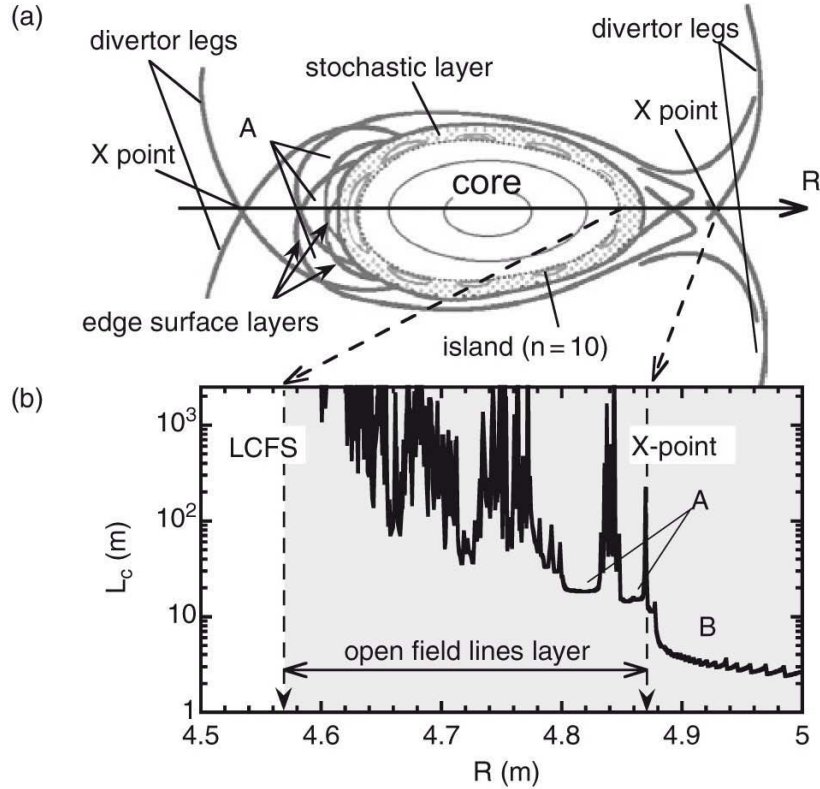 (a)
divertor legs
divertor legs
stochastic layer
A
X point
X point
core
R
edge surface layers
island (n = 10)
(b)
10³
LCFS
X-point
A
10²
L_c (m)
10
B
open field lines layer
1
4.5 4.6 4.7 4.8 4.9 5
R (m)